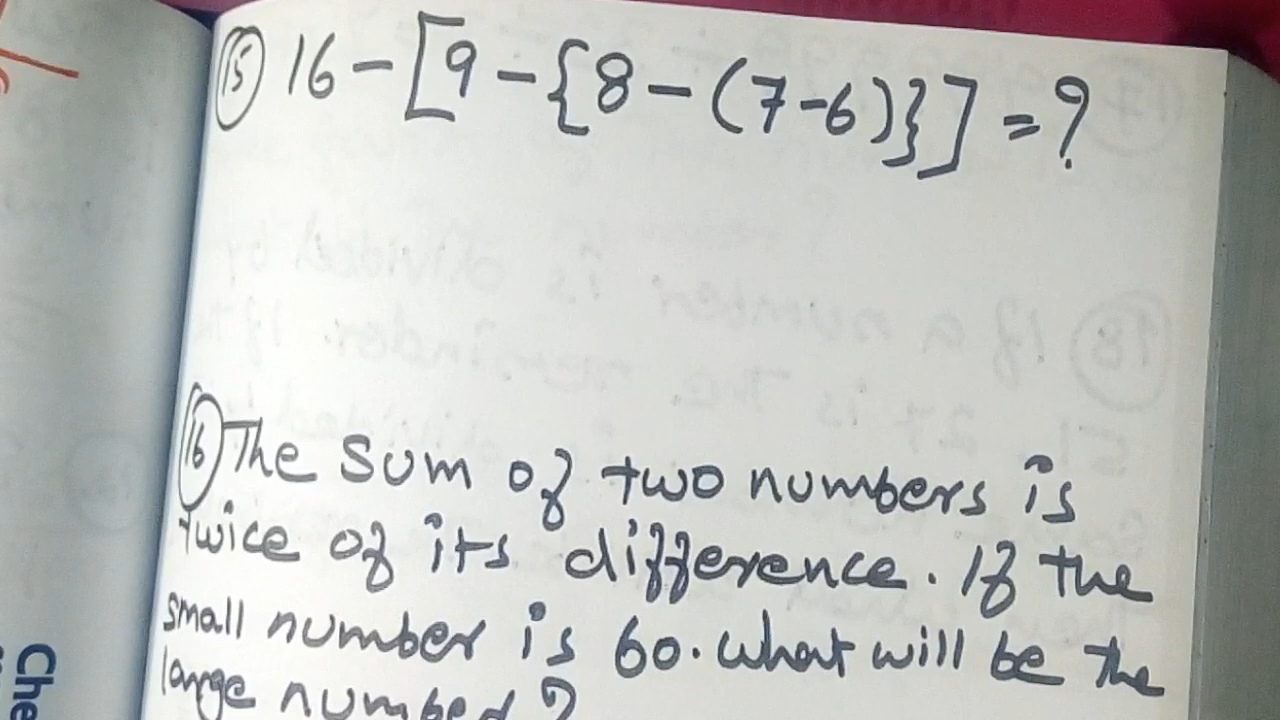 15 16-[9-{8-(7-6)}]=?
16 The sum of two numbers is
twice of its difference. If the
small number is 60. What will be the
large number?
Che